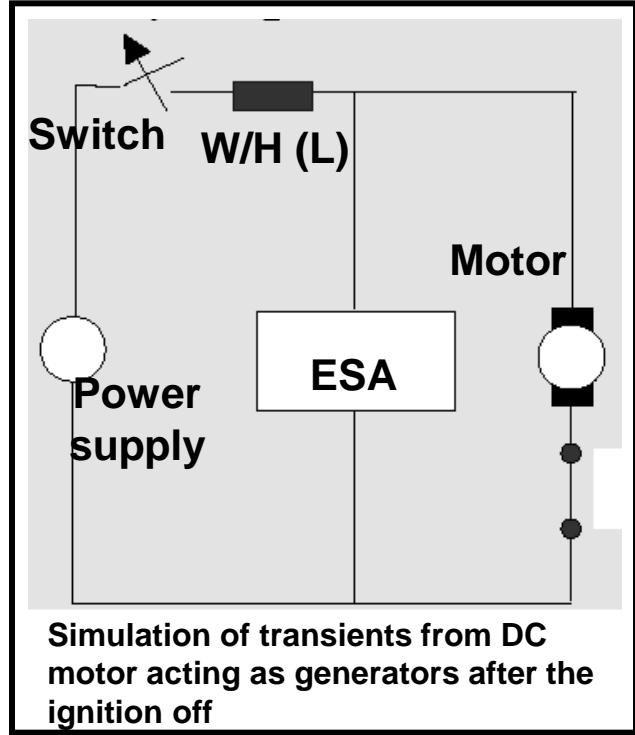 Switch
W/H (L)
Motor
ESA
Power
supply
Simulation of transients from DC
motor acting as generators after the
ignition off